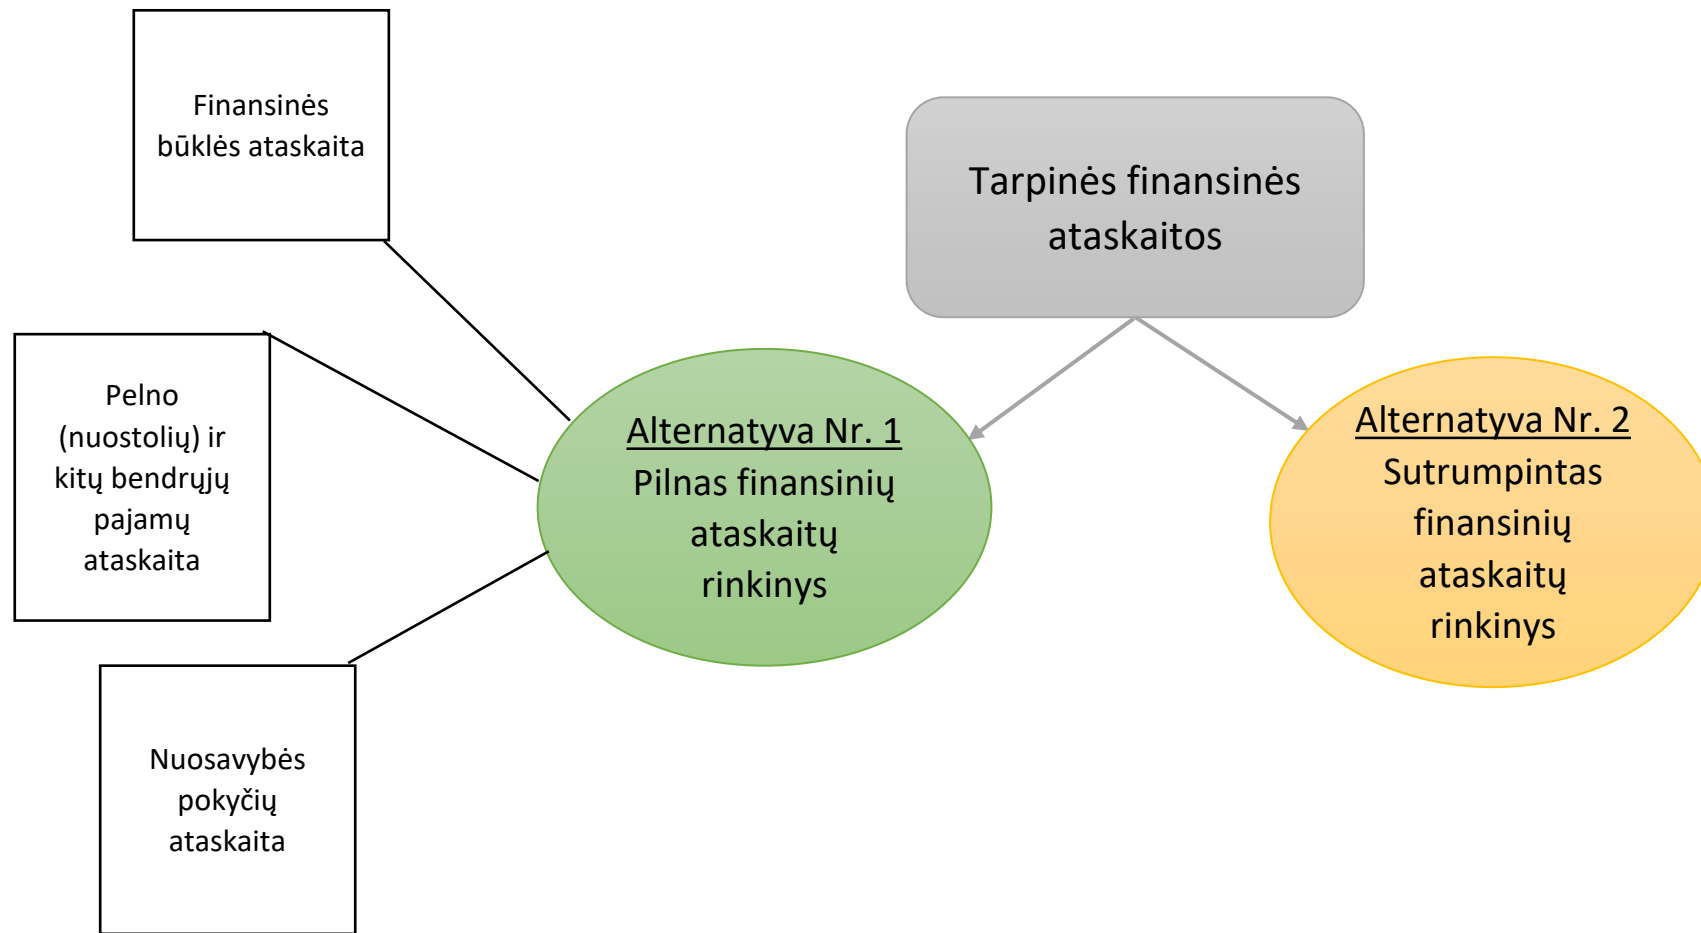 Finansinės
būklės ataskaita
Tarpinės finansinės
ataskaitos
Pelno
(nuostolių) ir
kitų bendrųjų
pajamų
ataskaita
Alternatyva Nr. 1
Pilnas finansinių
ataskaitų
rinkinys
Alternatyva Nr. 2
Sutrumpintas
finansinių
ataskaitų
rinkinys
Nuosavybės
pokyčių
ataskaita